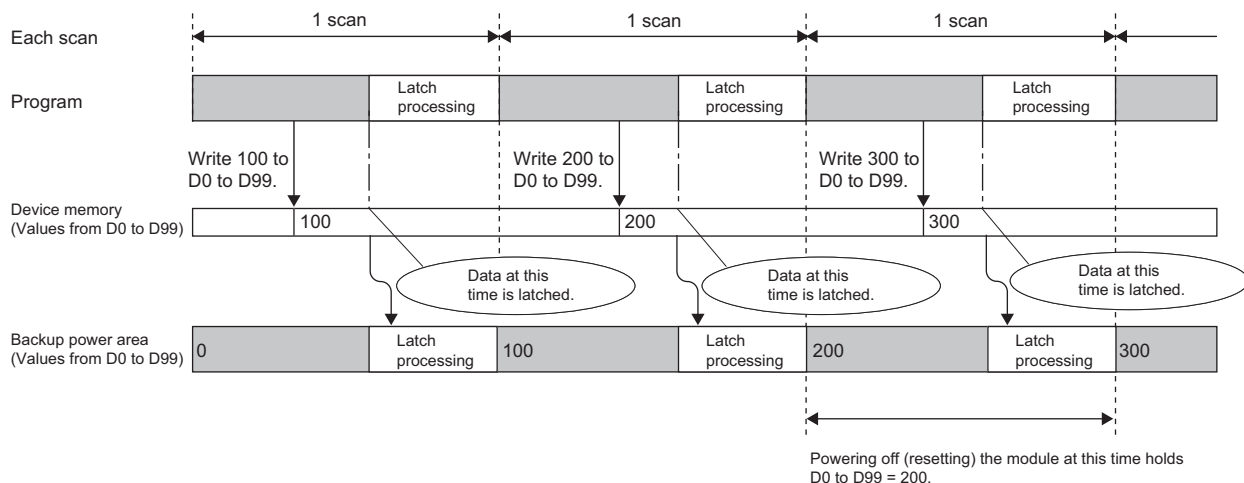 1 scan 1 scan 1 scan
Each scan
Latch
processing
Latch
processing
Latch
processing
Program
Write 100 to
D0 to D99.
Write 200 to
D0 to D99.
Write 300 to
D0 to D99.
Device memory
(Values from D0 to D99)
100 200 300
Data at this
time is latched.
Data at this
time is latched.
Data at this
time is latched.
Backup power area
(Values from D0 to D99)
0
Latch
processing
100
Latch
processing
200
Latch
processing
300
Powering off (resetting) the module at this time holds
D0 to D99 = 200.